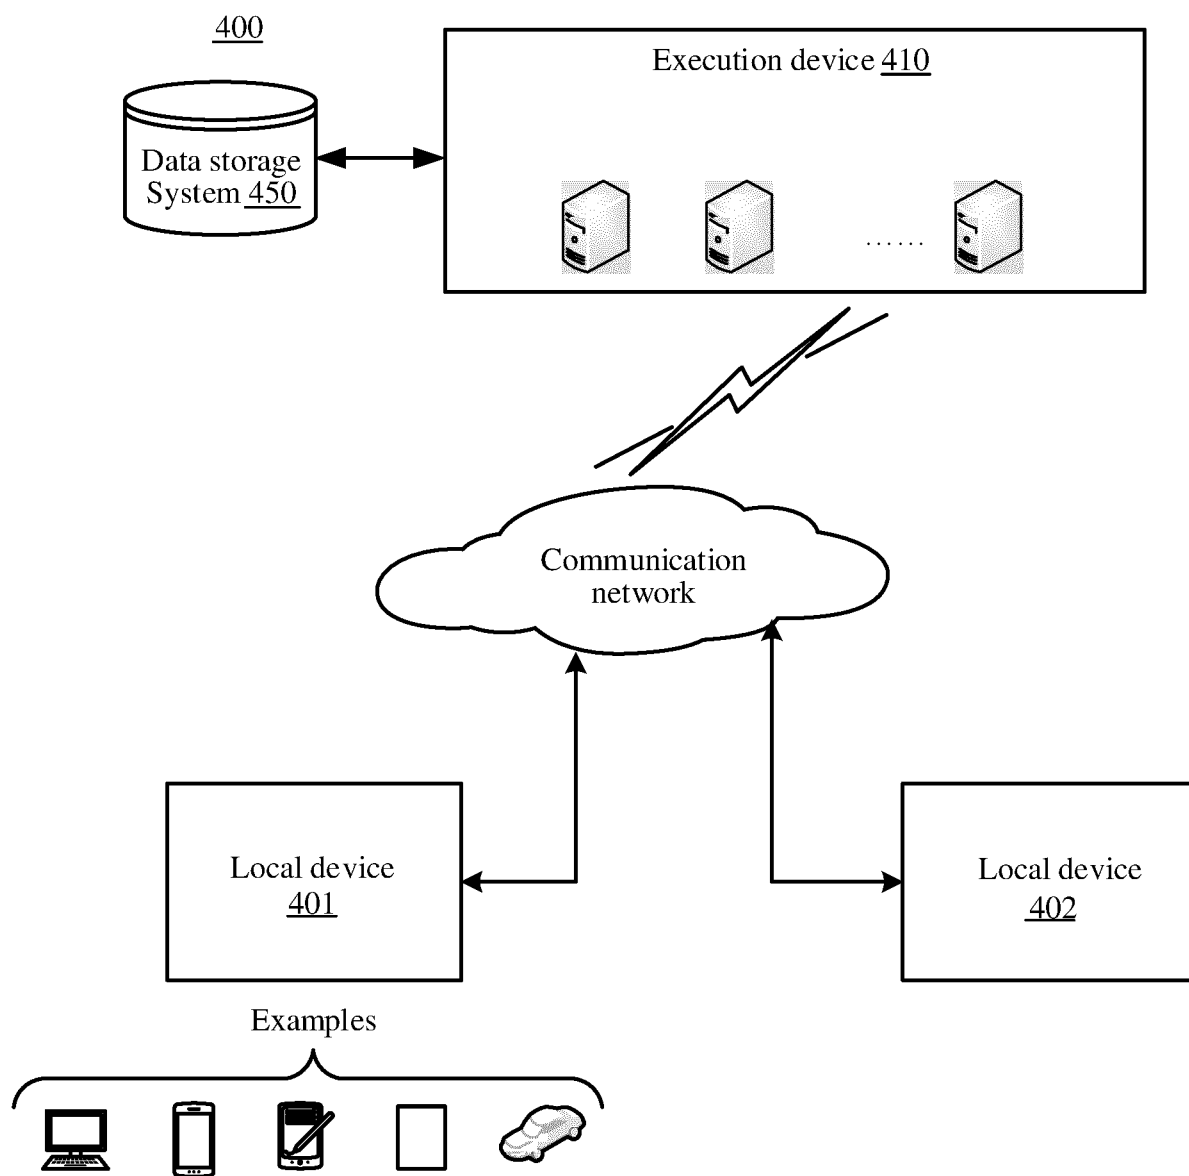 400
Execution device 410
Data storage
System 450
......
Communication
network
Local device
401
Local device
402
Examples